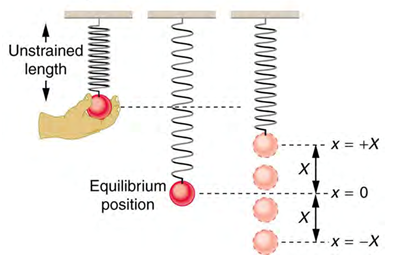 Unstrained
length
Equilibrium
position
x = +X
X
x = 0
X
x = −X